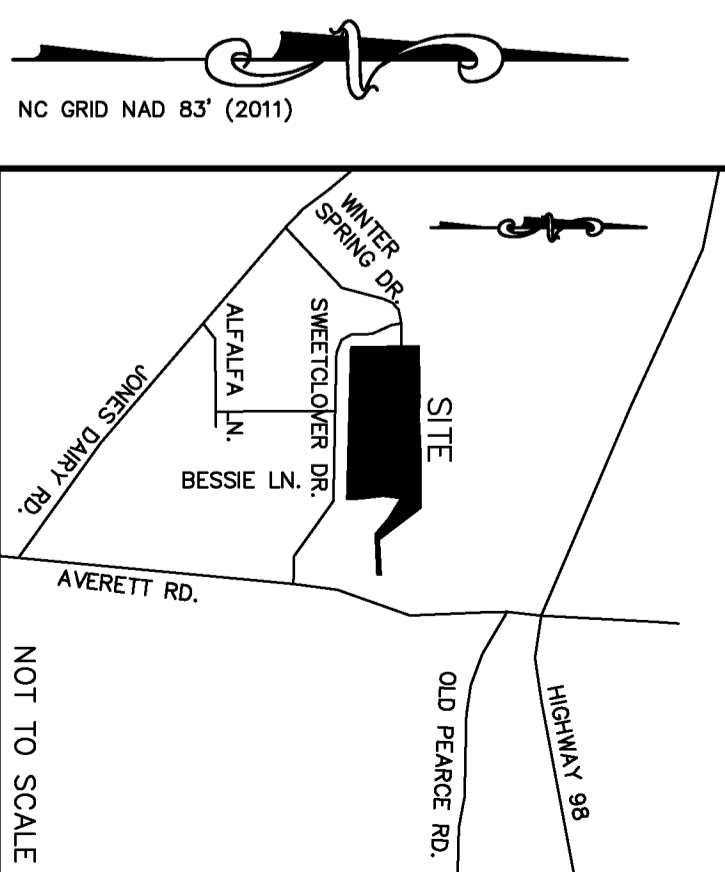 NC GRID NAD 83' (2011)
WINTER
SPRING DR.
SWEETCLOVER DR.
ALFALFA LN.
JONES DAIRY RD.
SITE
BESSIE LN.
AVERETT RD.
NOT TO SCALE
OLD PEARCE RD.
HIGHWAY 98